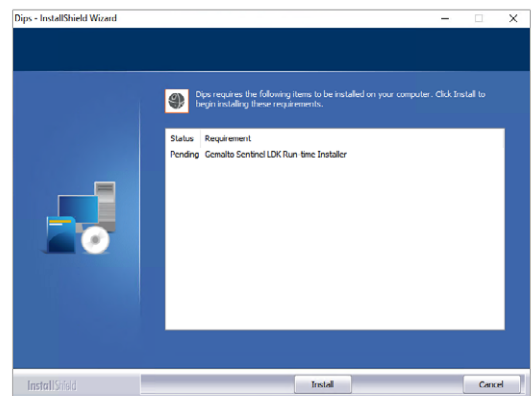 Dips - InstallShield Wizard
Dips requires the following items to be installed on your computer. Click Install to
begin installing these requirements.
Status Requirement
Pending Gemalto Sentinel LDK Run-time Installer
InstallShield
Install Cancel